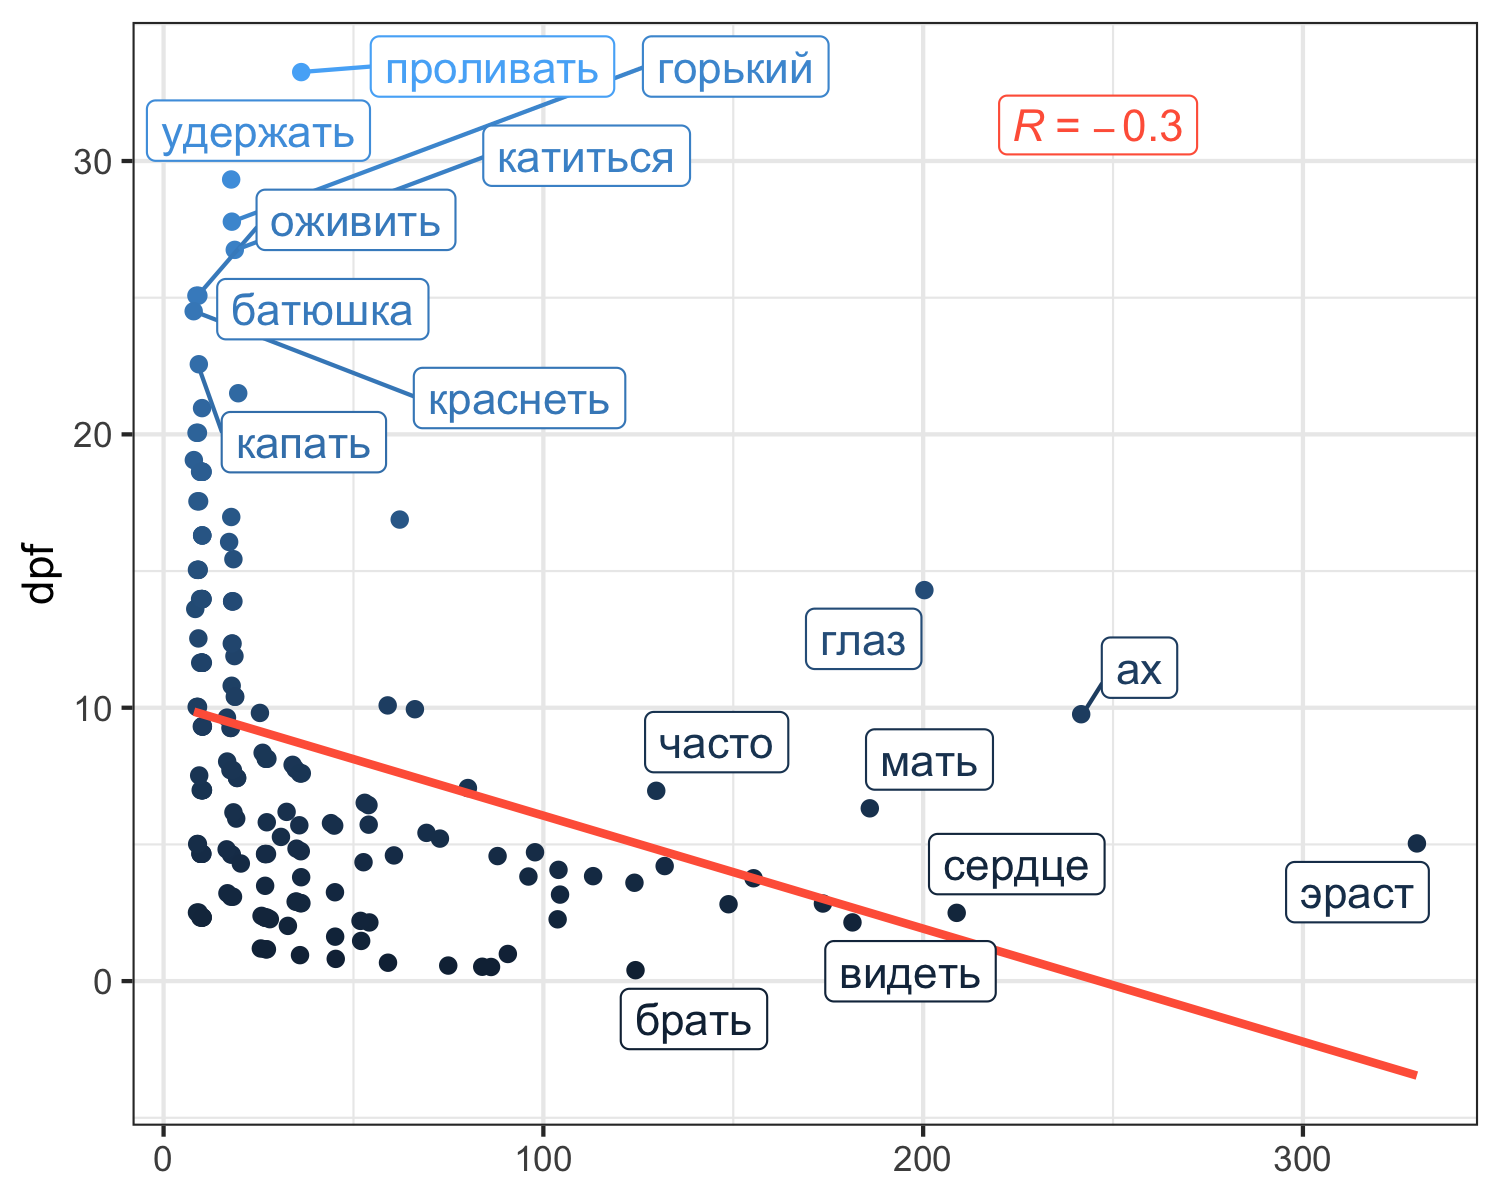 проливать
горький
удержать
R = −0.3
катиться
30
оживить
батюшка
краснеть
20
капать
dpf
глаз
ах
10
часто
мать
сердце
эраст
видеть
0
брать
0
100
200
300